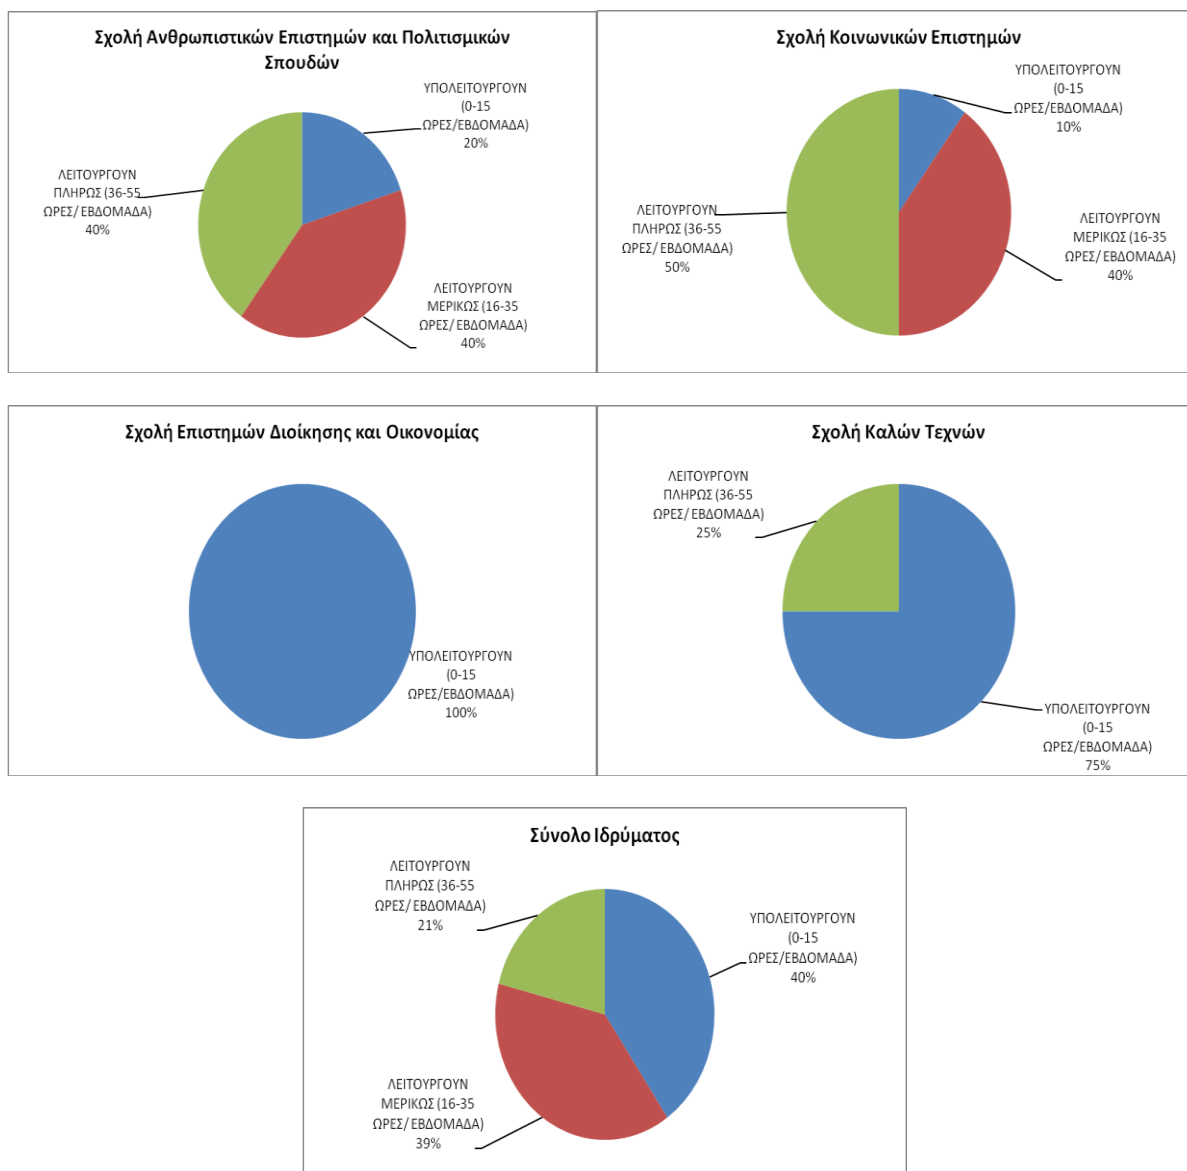 Σχολή Ανθρωπιστικών Επιστημών και Πολιτισμικών
Σπουδών
ΥΠΟΛΕΙΤΟΥΡΓΟΥΝ
(0-15
ΩΡΕΣ/ΕΒΔΟΜΑΔΑ)
20%
ΛΕΙΤΟΥΡΓΟΥΝ
ΠΛΗΡΩΣ (36-55
ΩΡΕΣ/ ΕΒΔΟΜΑΔΑ)
40%
ΛΕΙΤΟΥΡΓΟΥΝ
ΜΕΡΙΚΩΣ (16-35
ΩΡΕΣ/ ΕΒΔΟΜΑΔΑ)
40%
Σχολή Κοινωνικών Επιστημών
ΥΠΟΛΕΙΤΟΥΡΓΟΥΝ
(0-15
ΩΡΕΣ/ΕΒΔΟΜΑΔΑ)
10%
ΛΕΙΤΟΥΡΓΟΥΝ
ΠΛΗΡΩΣ (36-55
ΩΡΕΣ/ ΕΒΔΟΜΑΔΑ)
50%
ΛΕΙΤΟΥΡΓΟΥΝ
ΜΕΡΙΚΩΣ (16-35
ΩΡΕΣ/ ΕΒΔΟΜΑΔΑ)
40%
Σχολή Επιστημών Διοίκησης και Οικονομίας
ΥΠΟΛΕΙΤΟΥΡΓΟΥΝ
(0-15
ΩΡΕΣ/ΕΒΔΟΜΑΔΑ)
100%
Σχολή Καλών Τεχνών
ΛΕΙΤΟΥΡΓΟΥΝ
ΠΛΗΡΩΣ (36-55
ΩΡΕΣ/ ΕΒΔΟΜΑΔΑ)
25%
ΥΠΟΛΕΙΤΟΥΡΓΟΥΝ
(0-15
ΩΡΕΣ/ΕΒΔΟΜΑΔΑ)
75%
Σύνολο Ιδρύματος
ΛΕΙΤΟΥΡΓΟΥΝ
ΠΛΗΡΩΣ (36-55
ΩΡΕΣ/ ΕΒΔΟΜΑΔΑ)
21%
ΥΠΟΛΕΙΤΟΥΡΓΟΥΝ
(0-15
ΩΡΕΣ/ΕΒΔΟΜΑΔΑ)
40%
ΛΕΙΤΟΥΡΓΟΥΝ
ΜΕΡΙΚΩΣ (16-35
ΩΡΕΣ/ ΕΒΔΟΜΑΔΑ)
39%